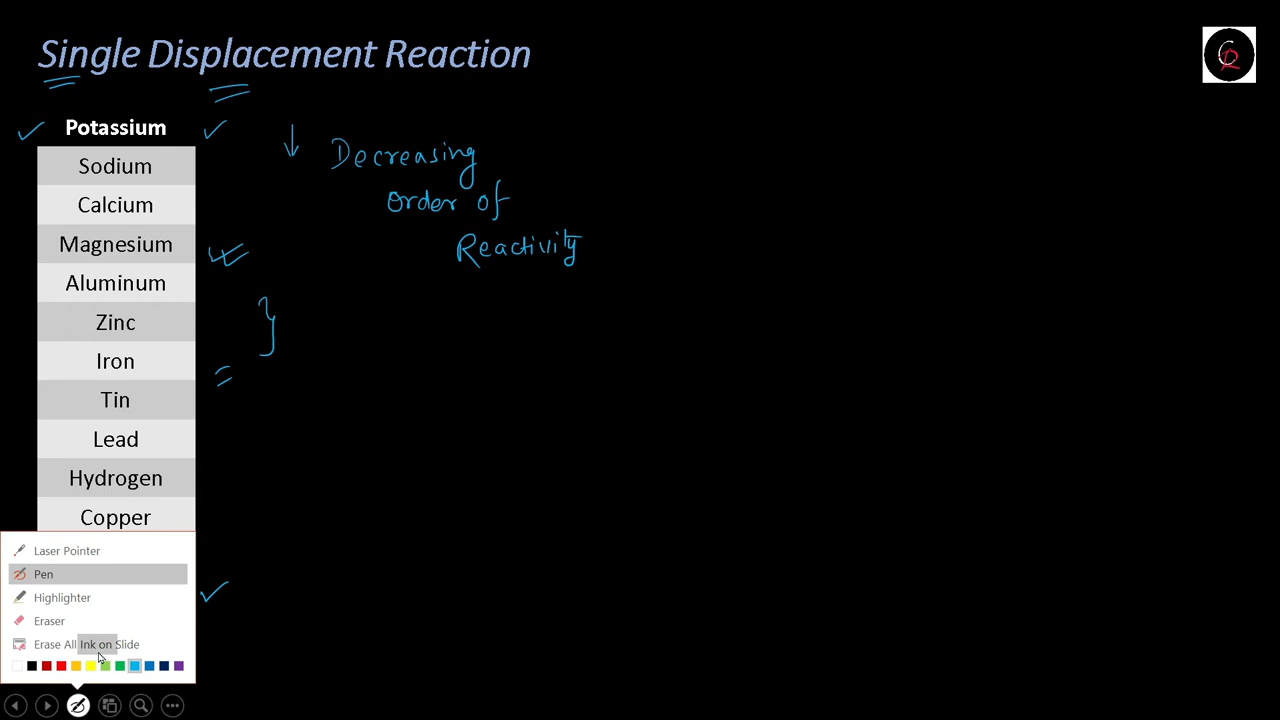 Single Displacement Reaction
Potassium
Sodium
Calcium
Magnesium
Aluminum
Zinc
Iron
Tin
Lead
Hydrogen
Copper
Decreasing
Order of
Reactivity
Laser Pointer
Pen
Highlighter
Eraser
Erase All Ink on Slide